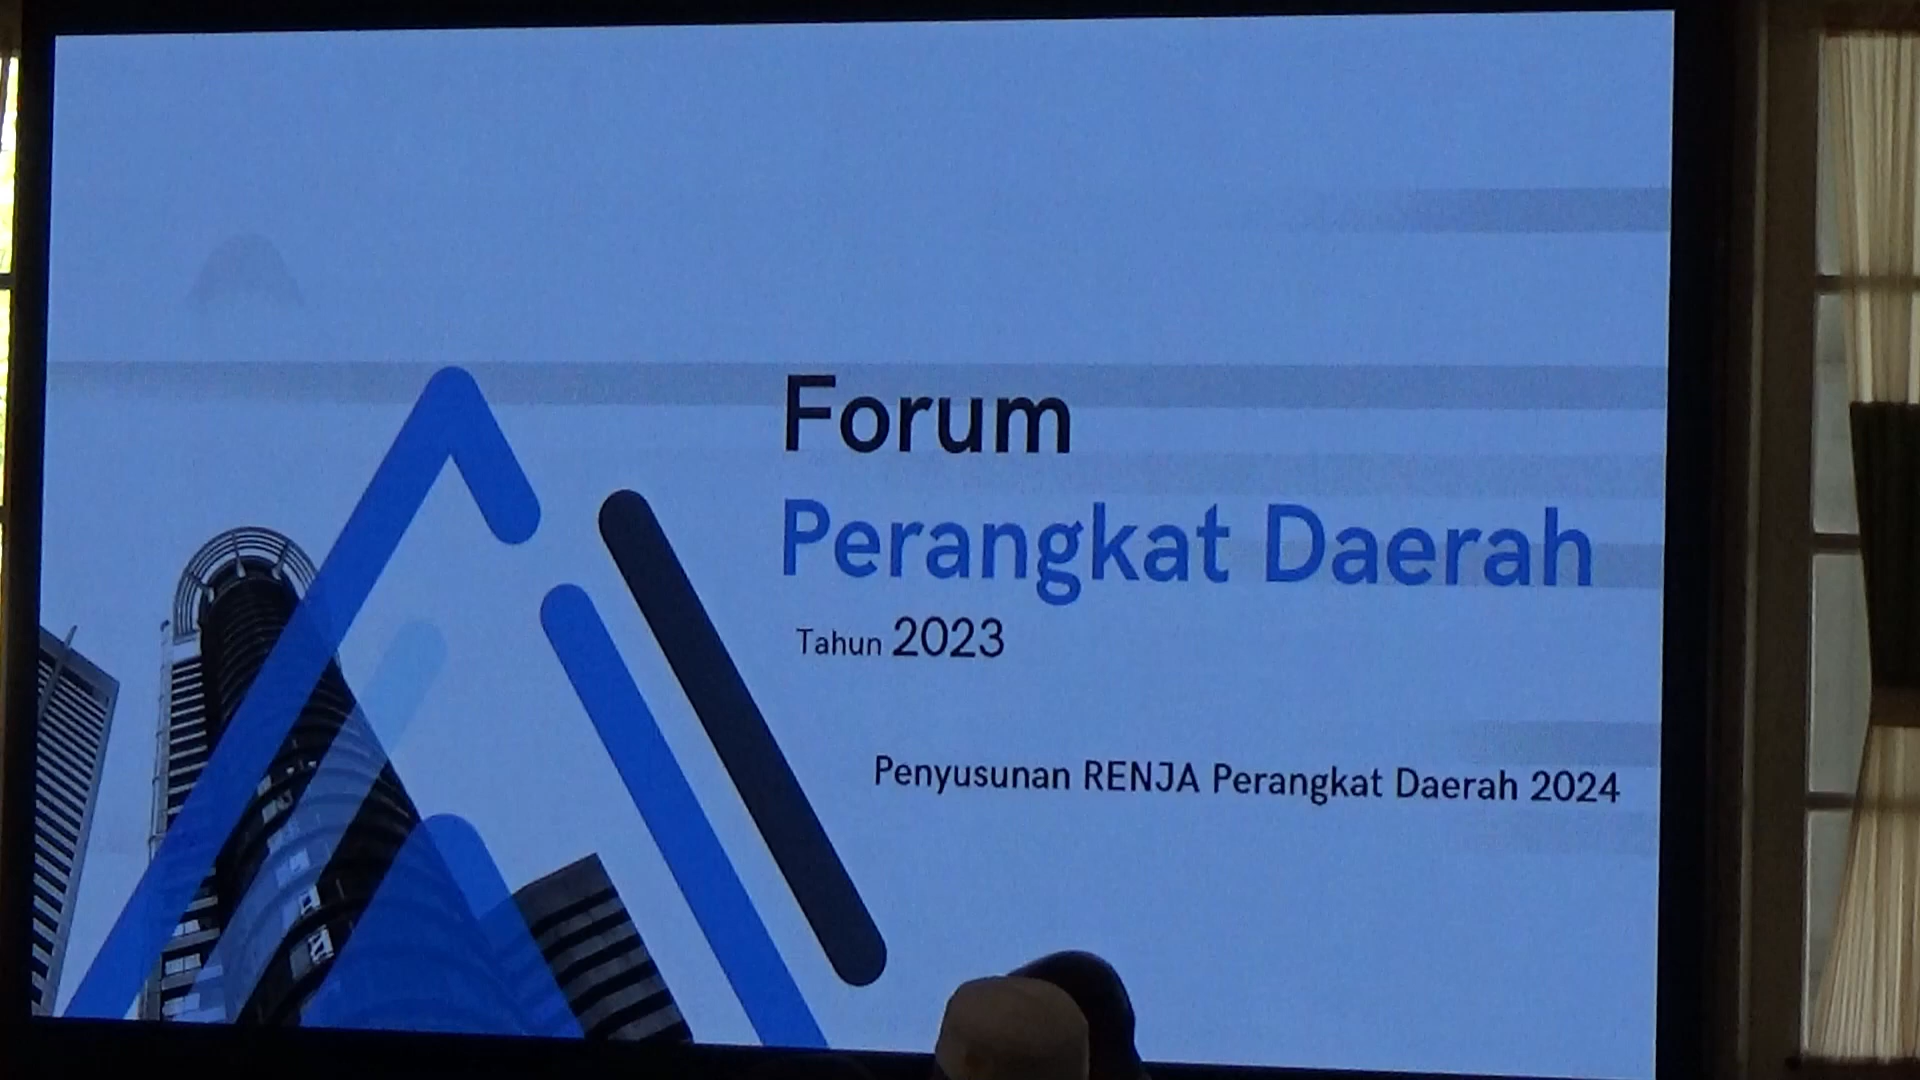 Forum
Perangkat Daerah
Tahun 2023
Penyusunan RENJA Perangkat Daerah 2024